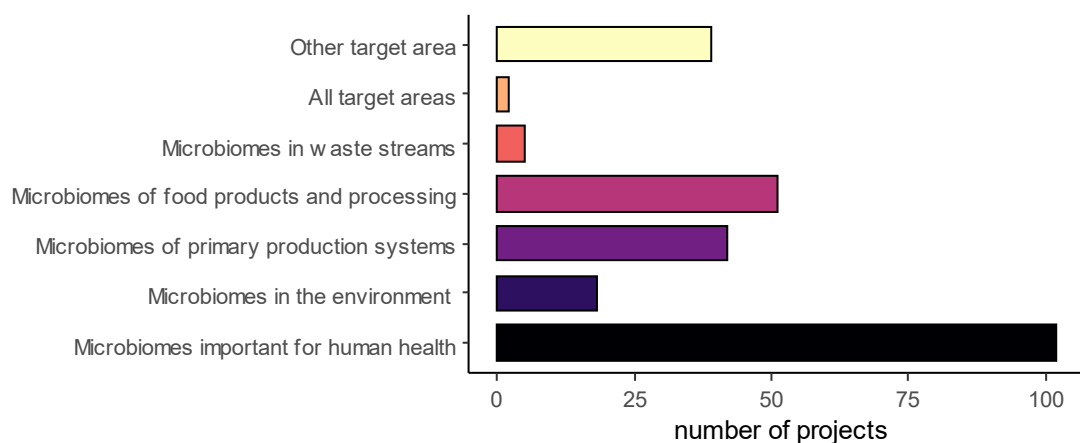 Other target area
All target areas
Microbiomes in waste streams
Microbiomes of food products and processing
Microbiomes of primary production systems
Microbiomes in the environment
Microbiomes important for human health
0 25 50 75 100
number of projects